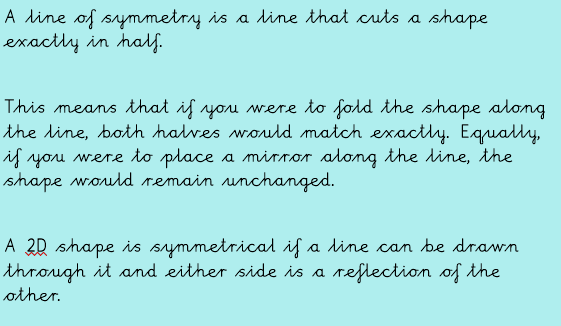 A line of symmetry is a line that cuts a shape
exactly in half.
This means that if you were to fold the shape along
the line, both halves would match exactly. Equally,
if you were to place a mirror along the line, the
shape would remain unchanged.
A 2D shape is symmetrical if a line can be drawn
through it and either side is a reflection of the
other.